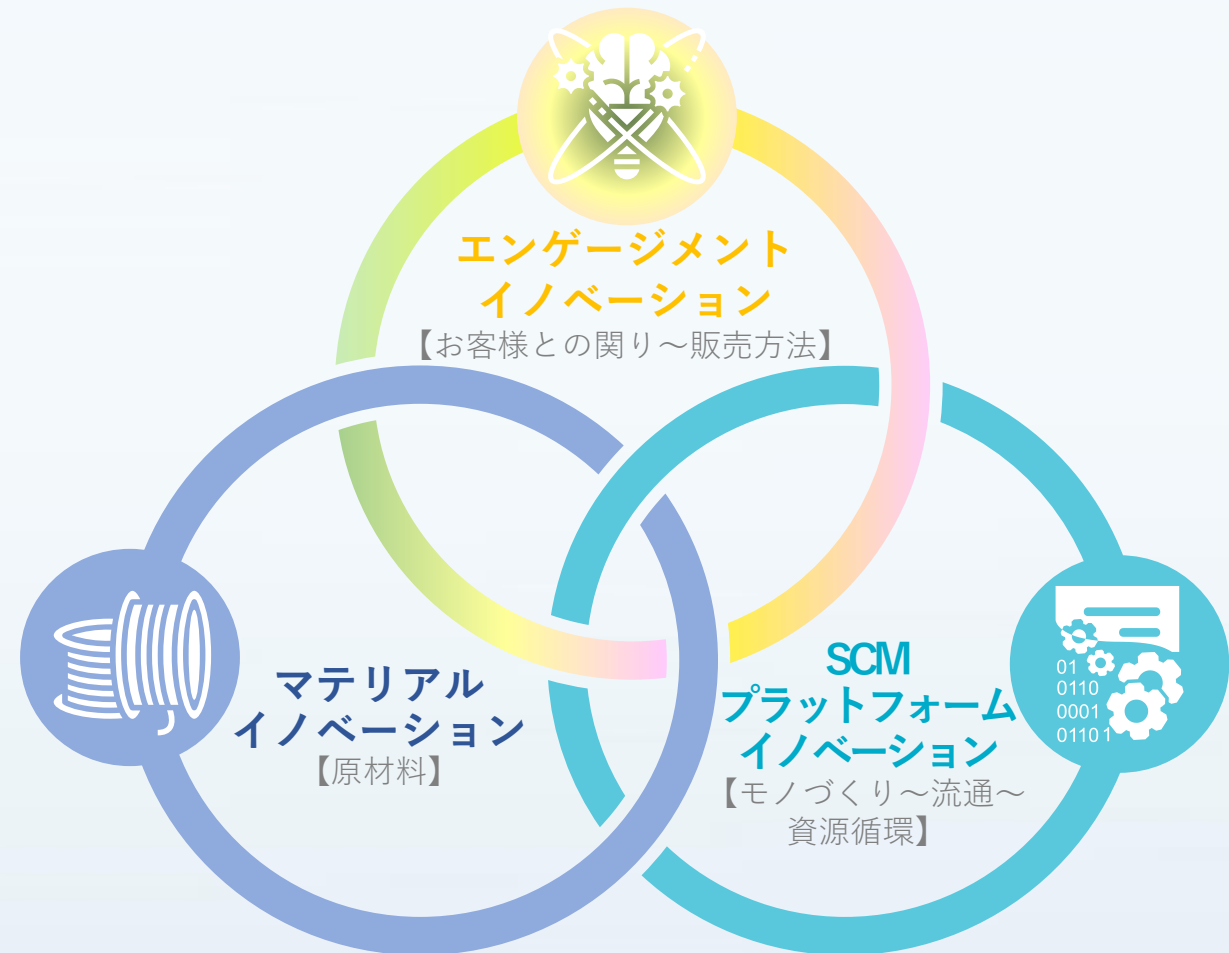 エンゲージメント
イノベーション
【お客様との関り～販売方法】
マテリアル
イノベーション
【原材料】
SCM
プラットフォーム
イノベーション
【モノづくり～流通～
資源循環】
01
0110
0001
01101